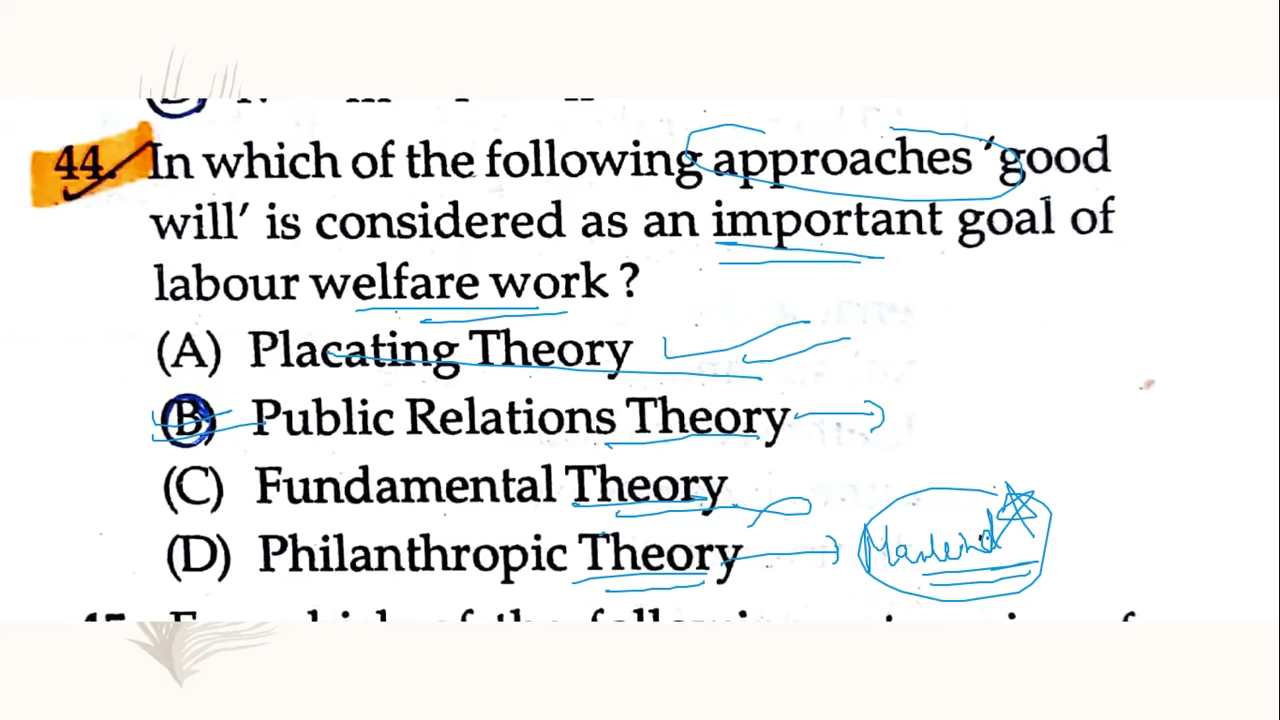 44. In which of the following approaches 'good
will' is considered as an important goal of
labour welfare work ?
(A) Placating Theory
(B) Public Relations Theory
(C) Fundamental Theory
(D) Philanthropic Theory
Mankind